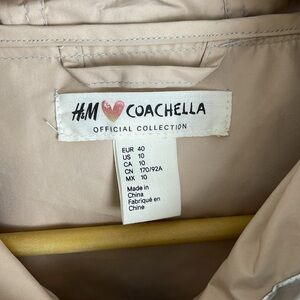 H&M COACHELLA
OFFICIAL COLLECTION
EUR 40
US 10
CA 10
CN 170/92A
MX 10
Made in
China
Fabriqué en
Chine